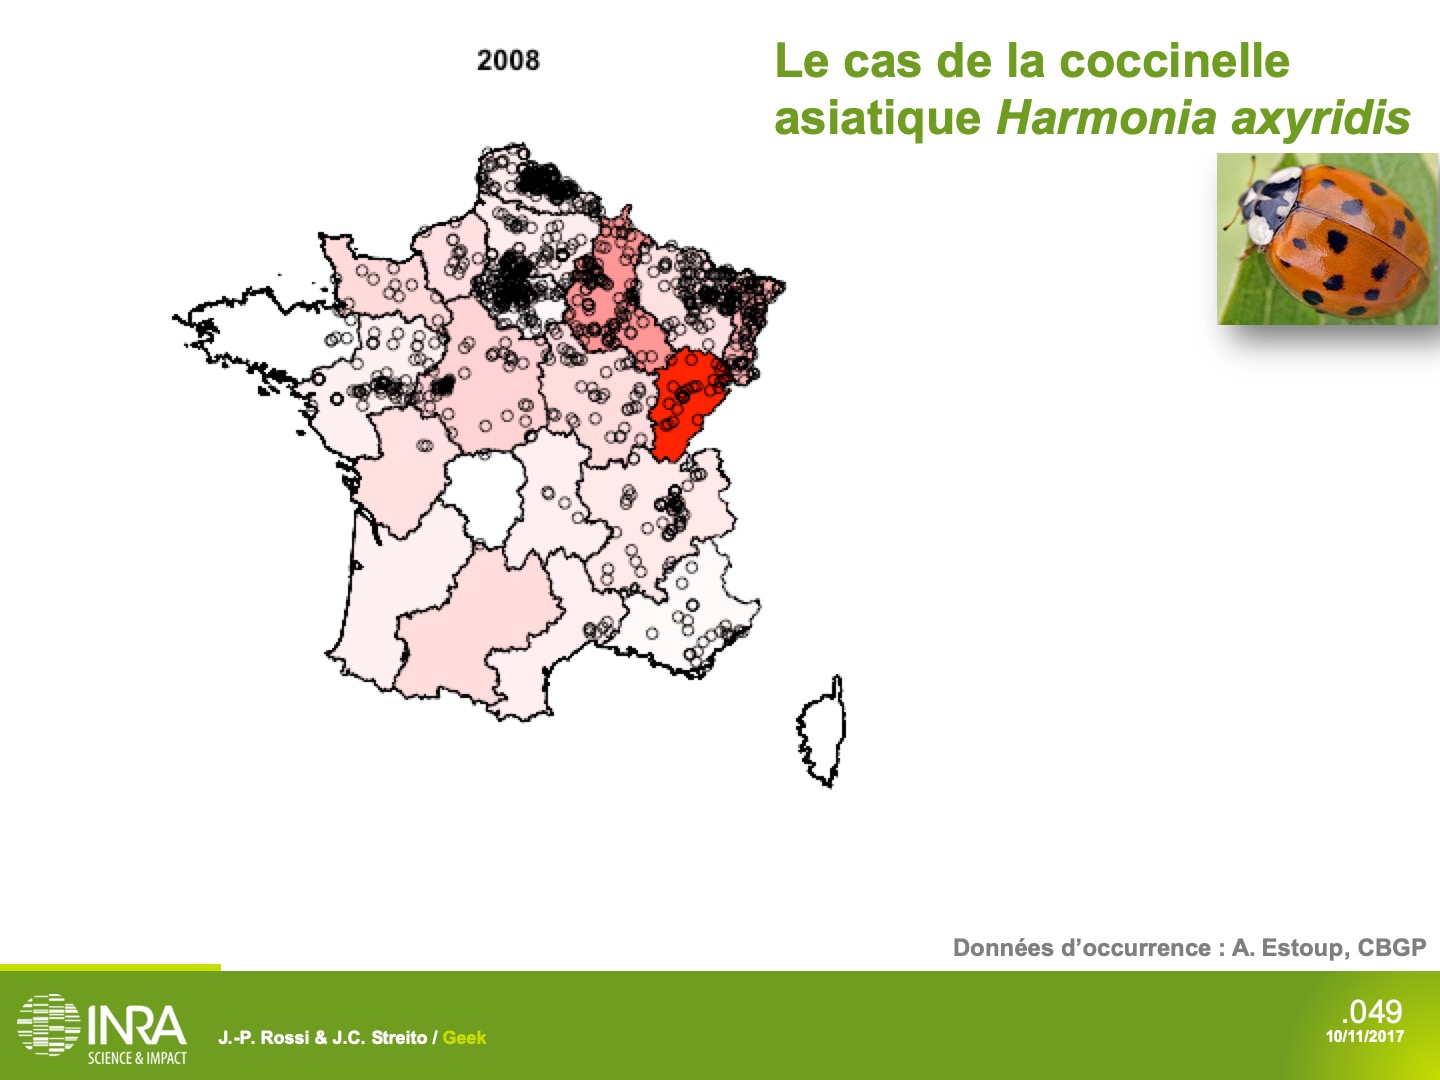 2008
Le cas de la coccinelle
asiatique Harmonia axyridis
Données d’occurrence : A. Estoup, CBGP
INRA
SCIENCE & IMPACT
J.-P. Rossi & J.C. Streito / Geek
.049
10/11/2017